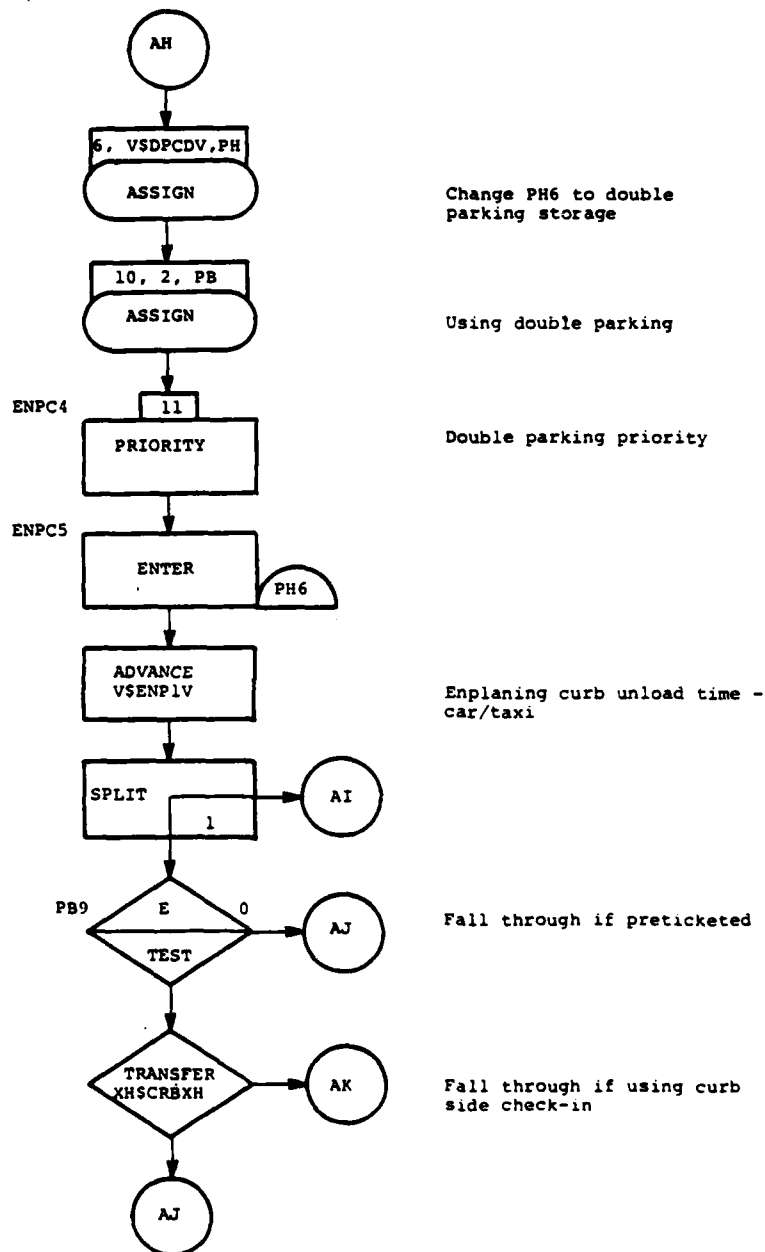 AH
6, V$DPCDV,PH
ASSIGN
Change PH6 to double
parking storage
10, 2, PB
ASSIGN
Using double parking
ENPC4
11
PRIORITY
Double parking priority
ENPC5
ENTER
PH6
ADVANCE
V$ENP1V
Enplaning curb unload time -
car/taxi
SPLIT
1
AI
PB9
E
0
TEST
AJ
Fall through if preticketed
TRANSFER
XH$CRBXH
AK
Fall through if using curb
side check-in
AJ